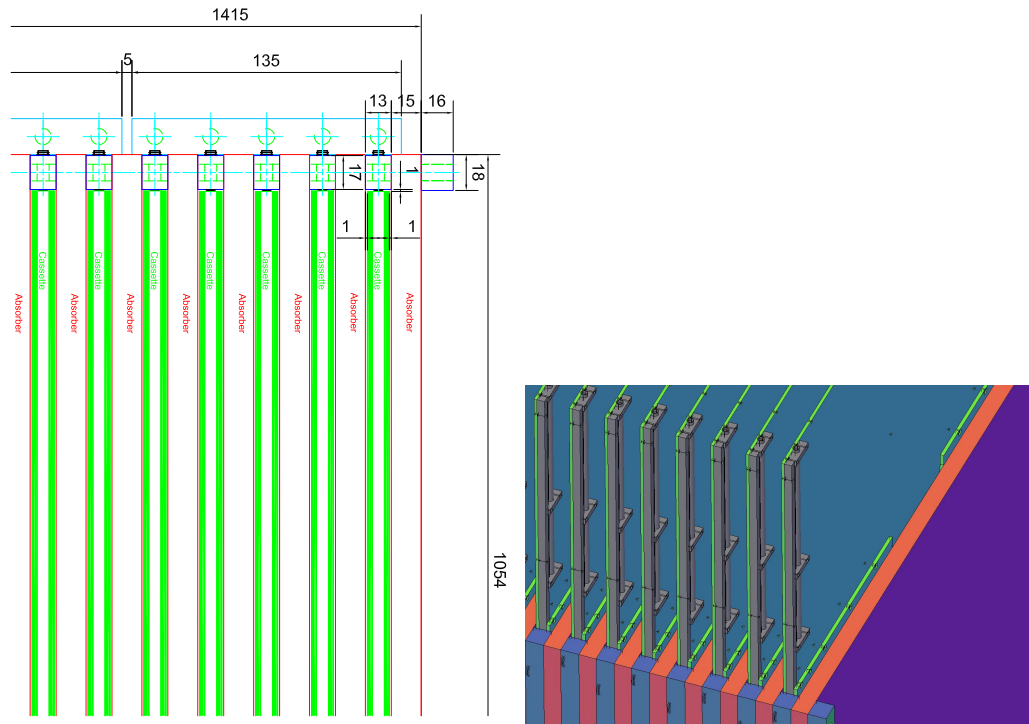 1415
5
135
13
15
16
17
1
18
1
1
Cassette
Cassette
Cassette
Cassette
Cassette
Cassette
Cassette
Absorber
Absorber
Absorber
Absorber
Absorber
Absorber
Absorber
Absorber
1054